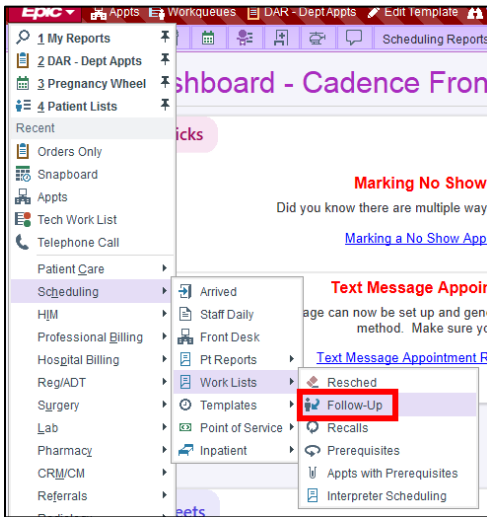 Epic Appts Workqueues DAR - Dept Appts Edit Template
1 My Reports
2 DAR - Dept Appts
3 Pregnancy Wheel
4 Patient Lists
Recent
Orders Only
Snapboard
Appts
Tech Work List
Telephone Call
Patient Care
Scheduling
HIM
Professional Billing
Hospital Billing
Reg/ADT
Surgery
Lab
Pharmacy
CRM/CM
Referrals
Arrived
Staff Daily
Front Desk
Pt Reports
Work Lists
Templates
Point of Service
Inpatient
Resched
Follow-Up
Recalls
Prerequisites
Appts with Prerequisites
Interpreter Scheduling
Scheduling Reports
shboard - Cadence Fron
icks
Marking No Show
Did you know there are multiple way
Marking a No Show App
Text Message Appoin
age can now be set up and gen
method. Make sure yo
Text Message Appointment R
eets